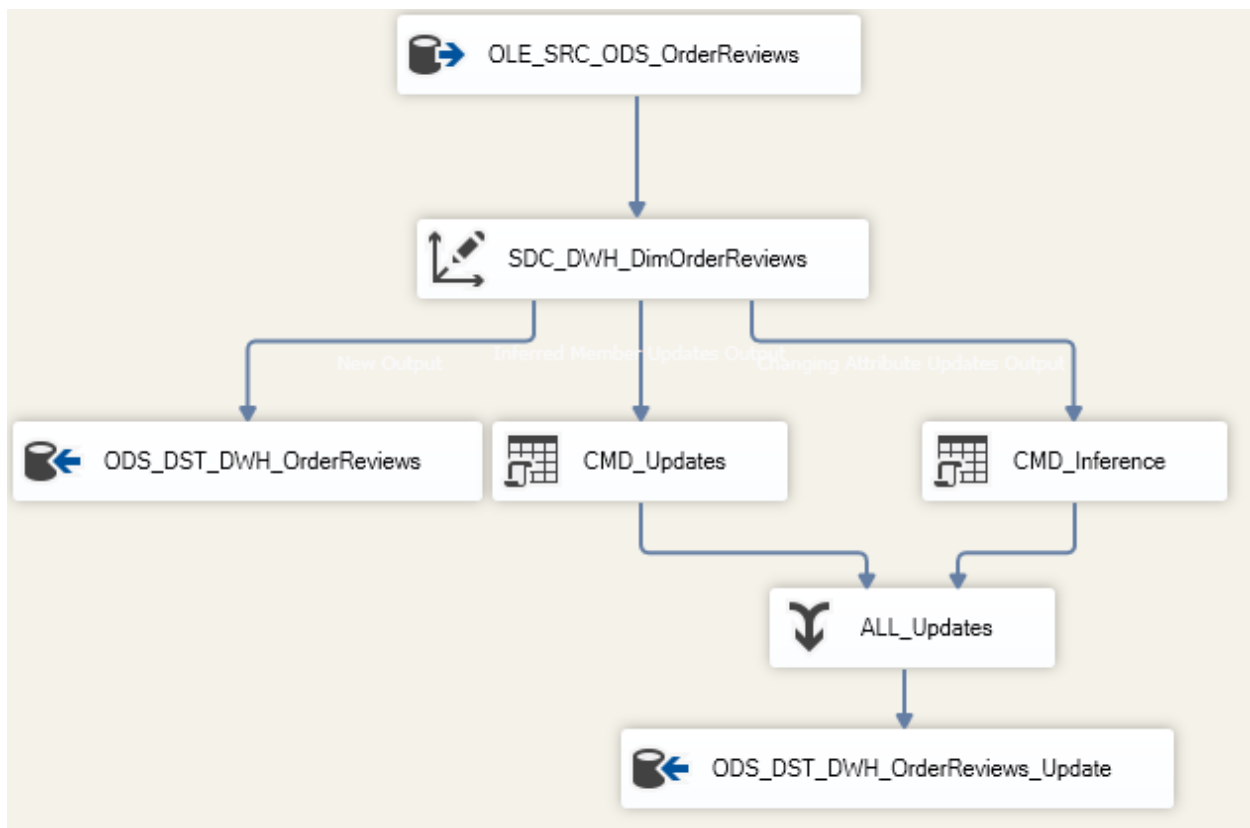 OLE_SRC_ODS_OrderReviews
SDC_DWH_DimOrderReviews
New Output
Inferred Member Updates Output
Changing Attribute Updates Output
ODS_DST_DWH_OrderReviews
CMD_Updates
CMD_Inference
ALL_Updates
ODS_DST_DWH_OrderReviews_Update